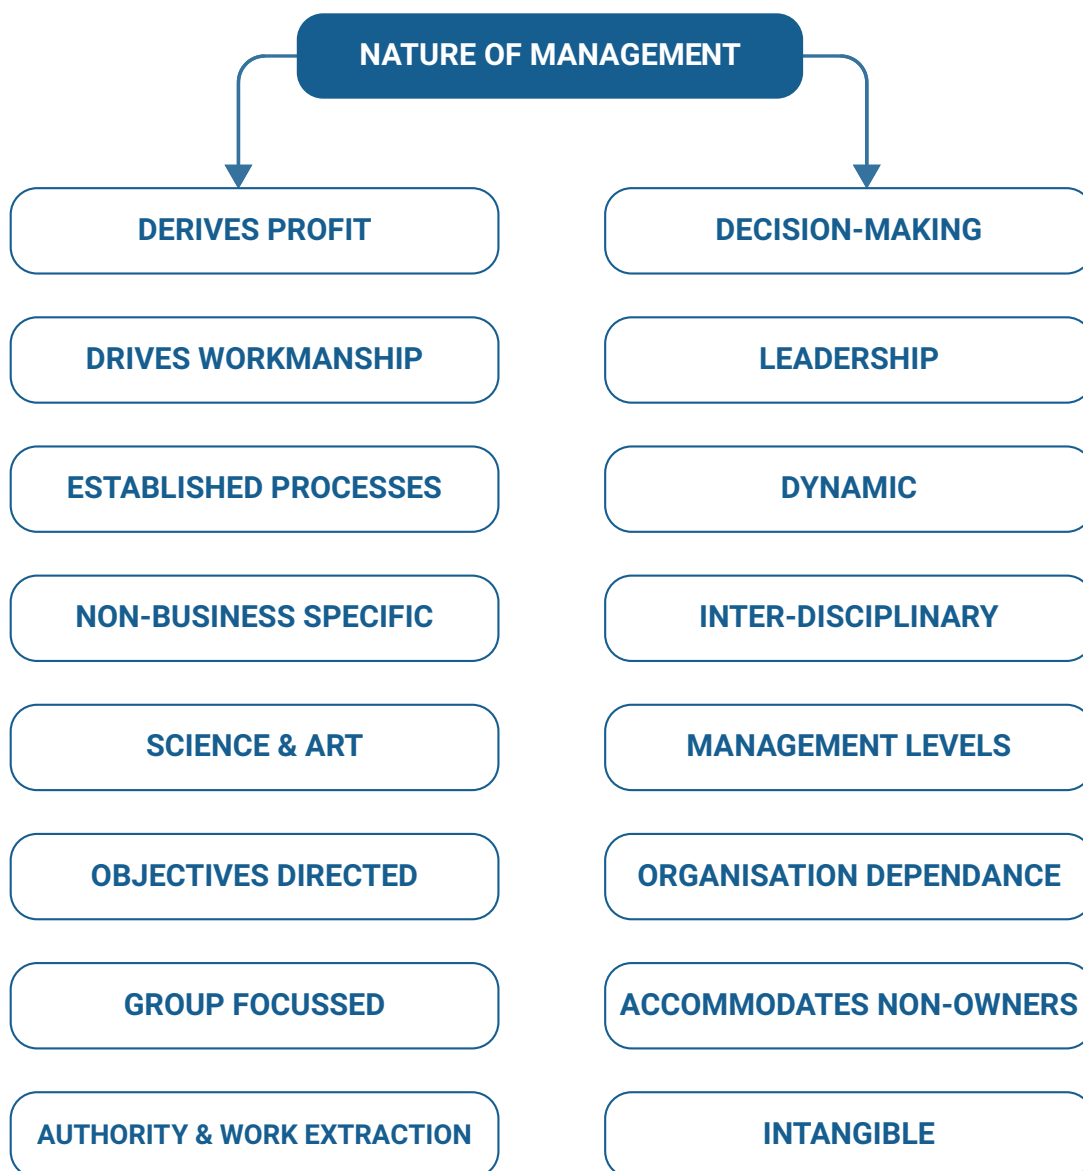 NATURE OF MANAGEMENT
DERIVES PROFIT
DRIVES WORKMANSHIP
ESTABLISHED PROCESSES
NON-BUSINESS SPECIFIC
SCIENCE & ART
OBJECTIVES DIRECTED
GROUP FOCUSSED
AUTHORITY & WORK EXTRACTION
DECISION-MAKING
LEADERSHIP
DYNAMIC
INTER-DISCIPLINARY
MANAGEMENT LEVELS
ORGANISATION DEPENDANCE
ACCOMMODATES NON-OWNERS
INTANGIBLE